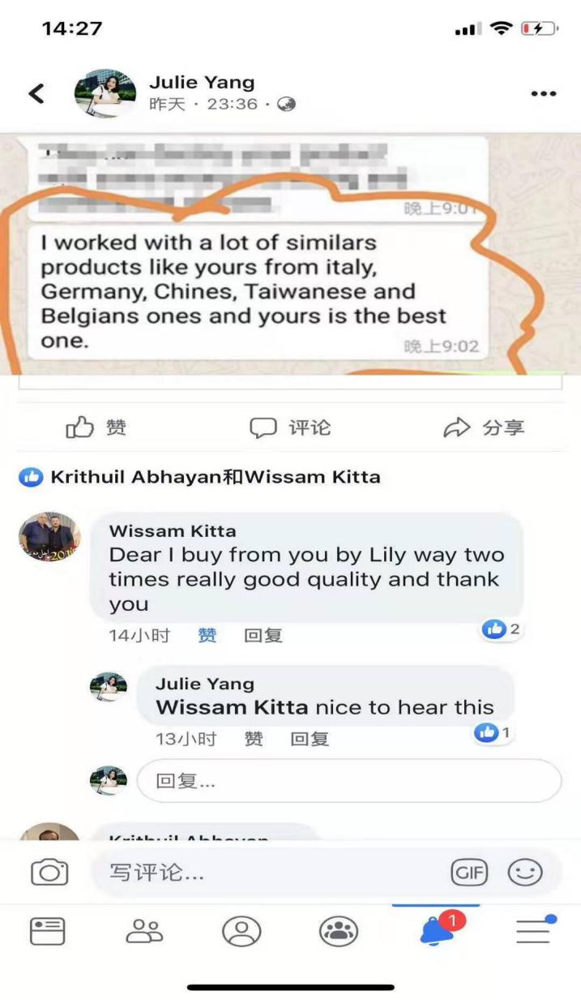 14:27
Julie Yang
昨天 · 23:36 ·
晚上9:01
I worked with a lot of similars
products like yours from italy,
Germany, Chines, Taiwanese and
Belgians ones and yours is the best
one.
晚上9:02
赞 评论 分享
Krithuil Abhayan和Wissam Kitta
Wissam Kitta
Dear I buy from you by Lily way two
times really good quality and thank
you
14小时 赞 回复 2
Julie Yang
Wissam Kitta nice to hear this
13小时 赞 回复 1
回复...
Krithuil Abhayan
写评论... GIF
1